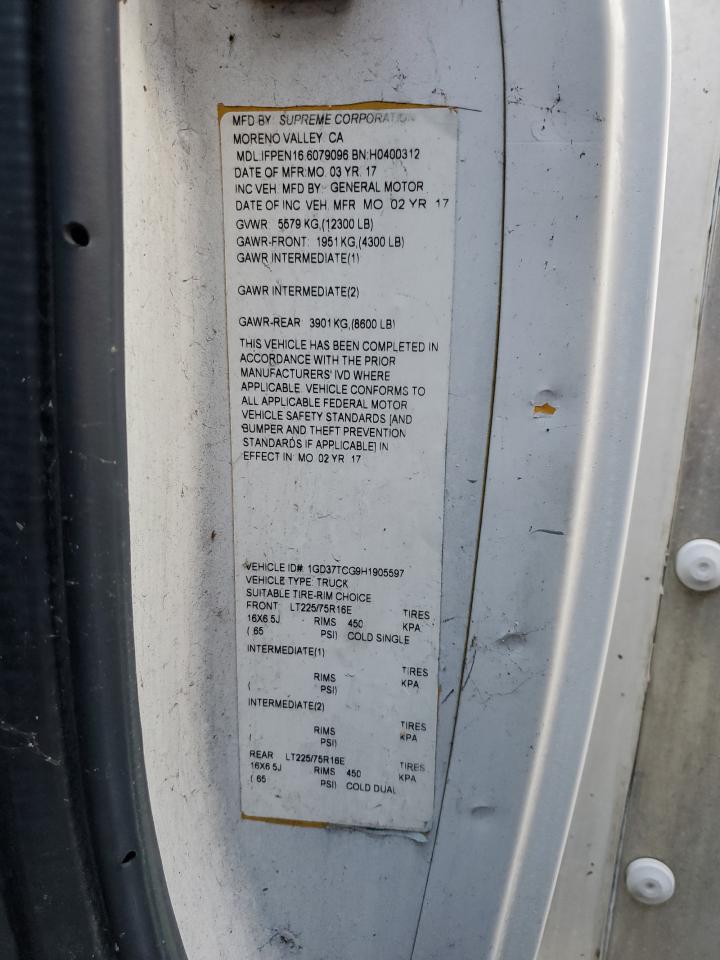 MFD BY: SUPREME CORPORATION
MORENO VALLEY CA
MDL:IFPEN16.6079096 BN:H0400312
DATE OF MFR:MO. 03 YR. 17
INC VEH. MFD BY: GENERAL MOTOR
DATE OF INC VEH. MFR MO 02 YR 17
GVWR: 5579 KG,(12300 LB)
GAWR-FRONT: 1951 KG,(4300 LB)
GAWR INTERMEDIATE(1)
GAWR INTERMEDIATE(2)
GAWR-REAR 3901 KG,(8600 LB)
THIS VEHICLE HAS BEEN COMPLETED IN
ACCORDANCE WITH THE PRIOR
MANUFACTURERS' IVD WHERE
APPLICABLE. VEHICLE CONFORMS TO
ALL APPLICABLE FEDERAL MOTOR
VEHICLE SAFETY STANDARDS [AND
BUMPER AND THEFT PREVENTION
STANDARDS IF APPLICABLE] IN
EFFECT IN: MO 02 YR. 17
VEHICLE ID#: 1GD37TCG9H1905597
VEHICLE TYPE: TRUCK
SUITABLE TIRE-RIM CHOICE
FRONT LT225/75R16E TIRES
16X6.5J RIMS 450 KPA
( 65 PSI) COLD SINGLE
INTERMEDIATE(1)
TIRES
RIMS KPA
( PSI)
INTERMEDIATE(2)
TIRES
RIMS KPA
( PSI)
REAR LT225/75R16E TIRES
16X6.5J RIMS 450 KPA
( 65 PSI) COLD DUAL